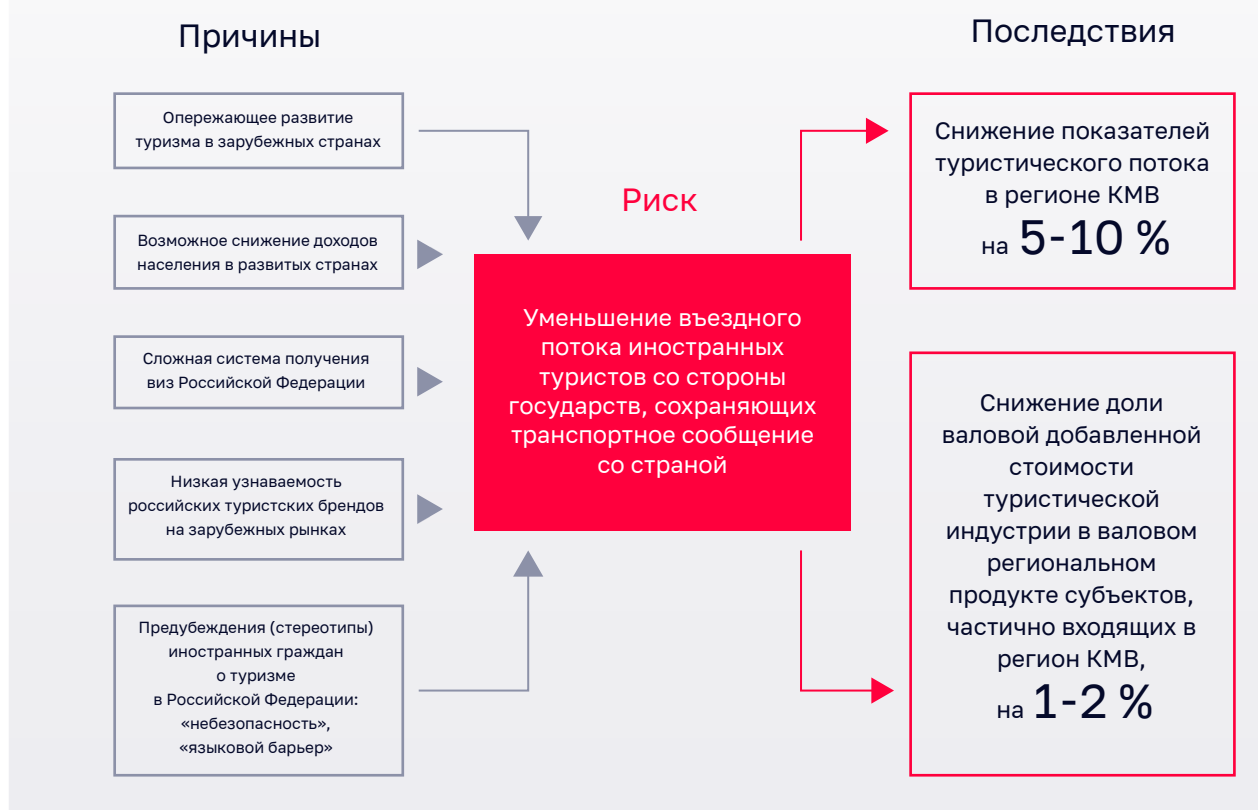 Причины
Опережающее развитие
туризма в зарубежных странах
Возможное снижение доходов
населения в развитых странах
Сложная система получения
виз Российской Федерации
Низкая узнаваемость
российских туристских брендов
на зарубежных рынках
Предубеждения (стереотипы)
иностранных граждан
о туризме
в Российской Федерации:
«небезопасность»,
«языковой барьер»
Риск
Уменьшение въездного
потока иностранных
туристов со стороны
государств, сохраняющих
транспортное сообщение
со страной
Последствия
Снижение показателей
туристического потока
в регионе КМВ
на 5-10 %
Снижение доли
валовой добавленной
стоимости
туристической
индустрии в валовом
региональном
продукте субъектов,
частично входящих в
регион КМВ,
на 1-2 %